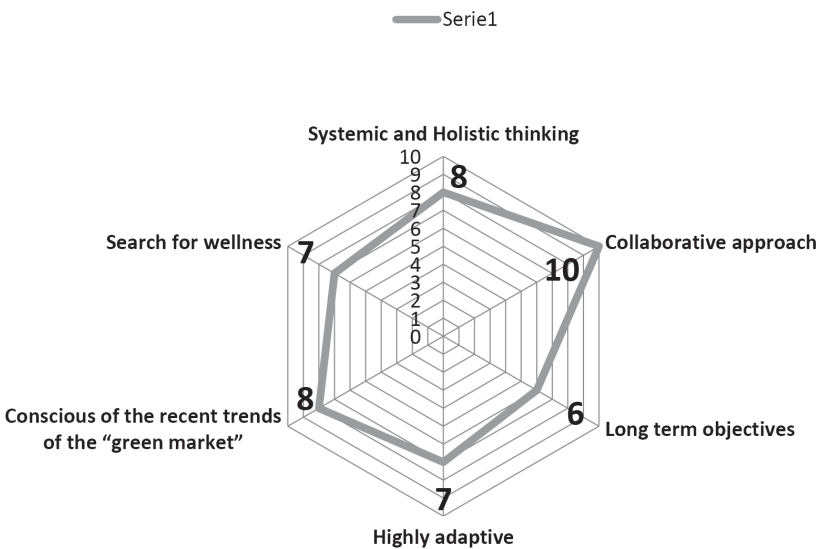 Serie1
Systemic and Holistic thinking
10
9
8
7
6
5
4
3
2
1
0
8
Collaborative approach
10
6
Long term objectives
7
Highly adaptive
8
Conscious of the recent trends
of the “green market”
7
Search for wellness